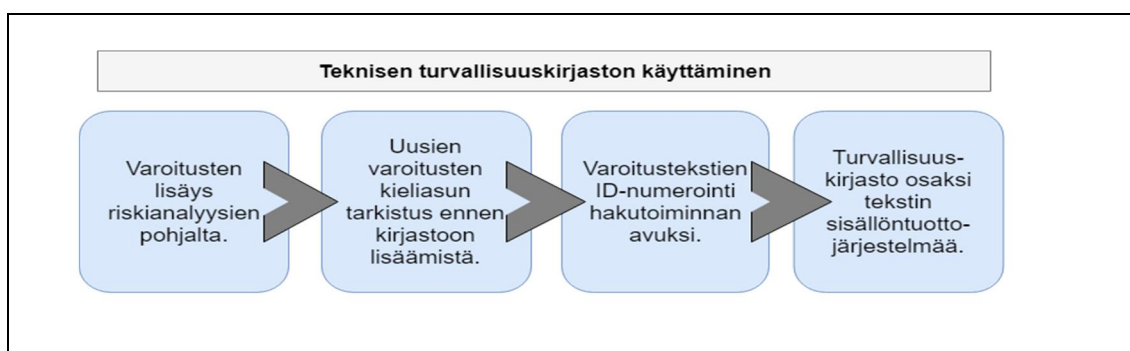 Teknisen turvallisuuskirjaston käyttäminen
Varoitusten
lisäys
riskianalyysien
pohjalta.
Uusien
varoitusten
kieliasun
tarkistus ennen
kirjastoon
lisäämistä.
Varoitustekstien
ID-numerointi
hakutoiminnan
avuksi.
Turvallisuus-
kirjasto osaksi
tekstin
sisällöntuotto-
järjestelmää.